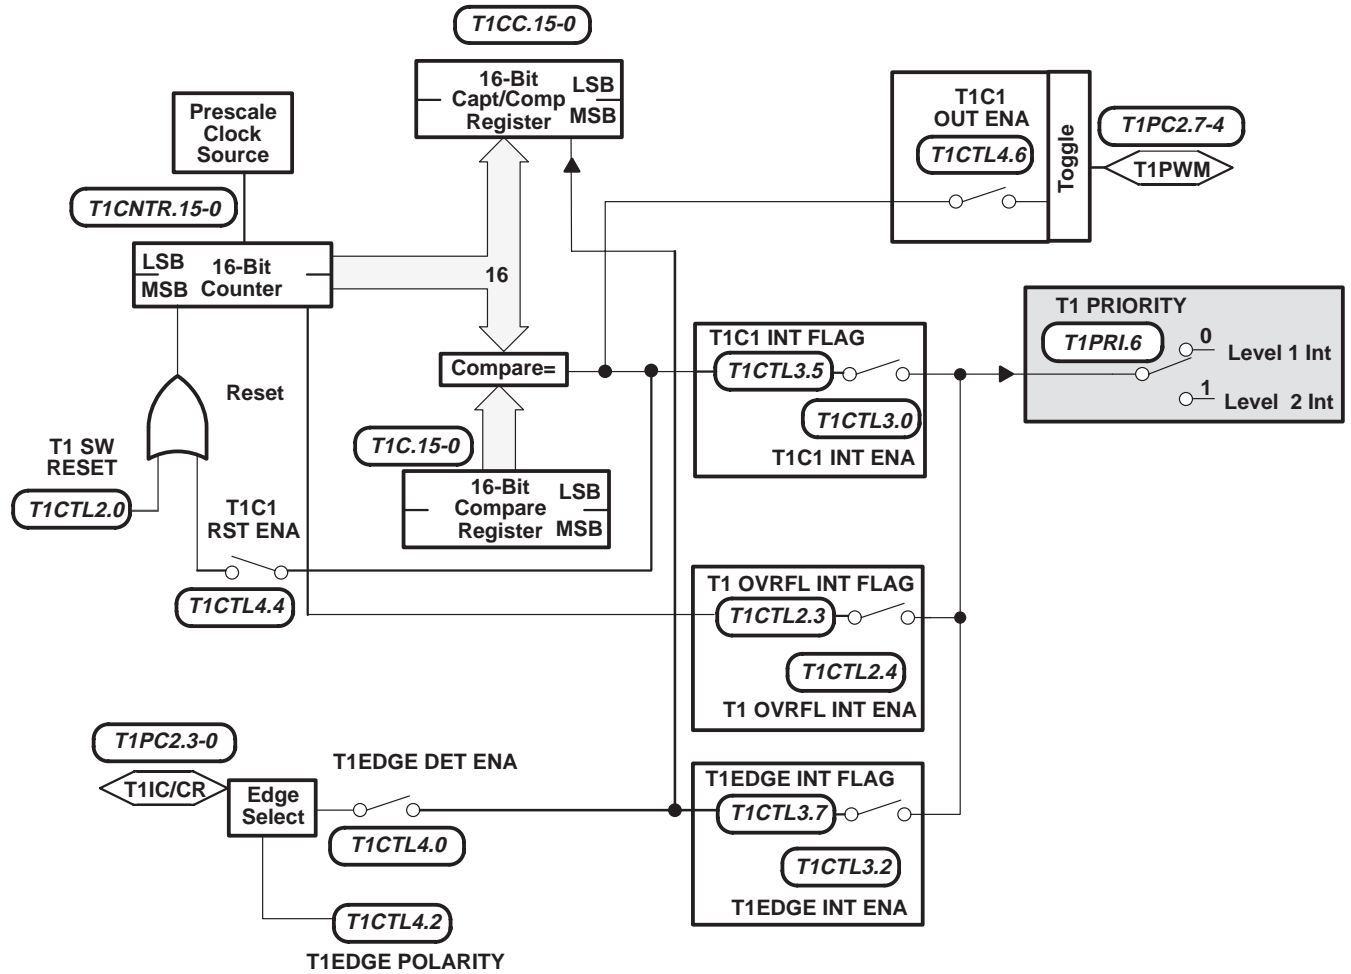 T1CC.15-0
16-Bit
Capt/Comp
Register
LSB
MSB
Prescale
Clock
Source
T1CNTR.15-0
LSB
MSB
16-Bit
Counter
16
T1C1
OUT ENA
T1CTL4.6
Toggle
T1PC2.7-4
T1PWM
Compare=
T1C.15-0
16-Bit
Compare
Register
LSB
MSB
Reset
T1 SW
RESET
T1CTL2.0
T1C1
RST ENA
T1CTL4.4
T1C1 INT FLAG
T1CTL3.5
T1CTL3.0
T1C1 INT ENA
T1 PRIORITY
T1PRI.6
0
Level 1 Int
1
Level 2 Int
T1 OVRFL INT FLAG
T1CTL2.3
T1CTL2.4
T1 OVRFL INT ENA
T1PC2.3-0
T1IC/CR
Edge
Select
T1EDGE DET ENA
T1CTL4.0
T1CTL4.2
T1EDGE POLARITY
T1EDGE INT FLAG
T1CTL3.7
T1CTL3.2
T1EDGE INT ENA